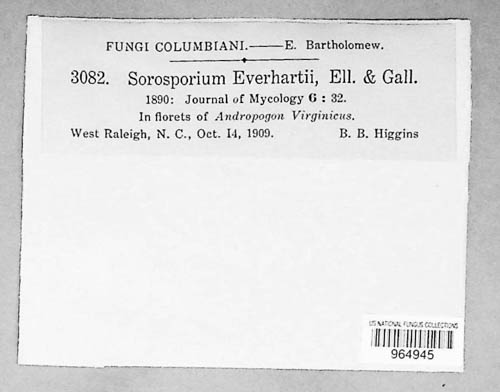 FUNGI COLUMBIANI.——E. Bartholomew.
3082. Sorosporium Everhartii, Ell. & Gall.
1890: Journal of Mycology 6 : 32.
In florets of Andropogon Virginicus.
West Raleigh, N. C., Oct. 14, 1909. B. B. Higgins
US NATIONAL FUNGUS COLLECTIONS
964945